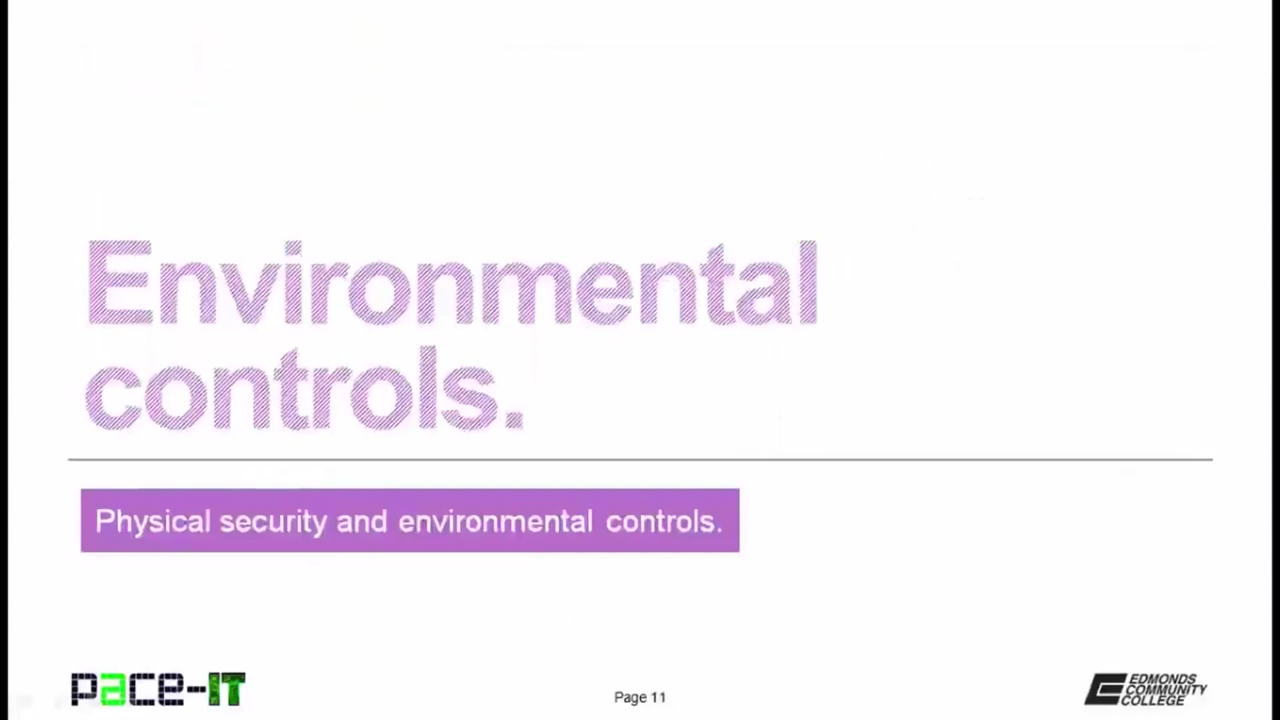 Environmental
controls.
Physical security and environmental controls.
pace-IT
Page 11
EDMONDS
COMMUNITY
COLLEGE